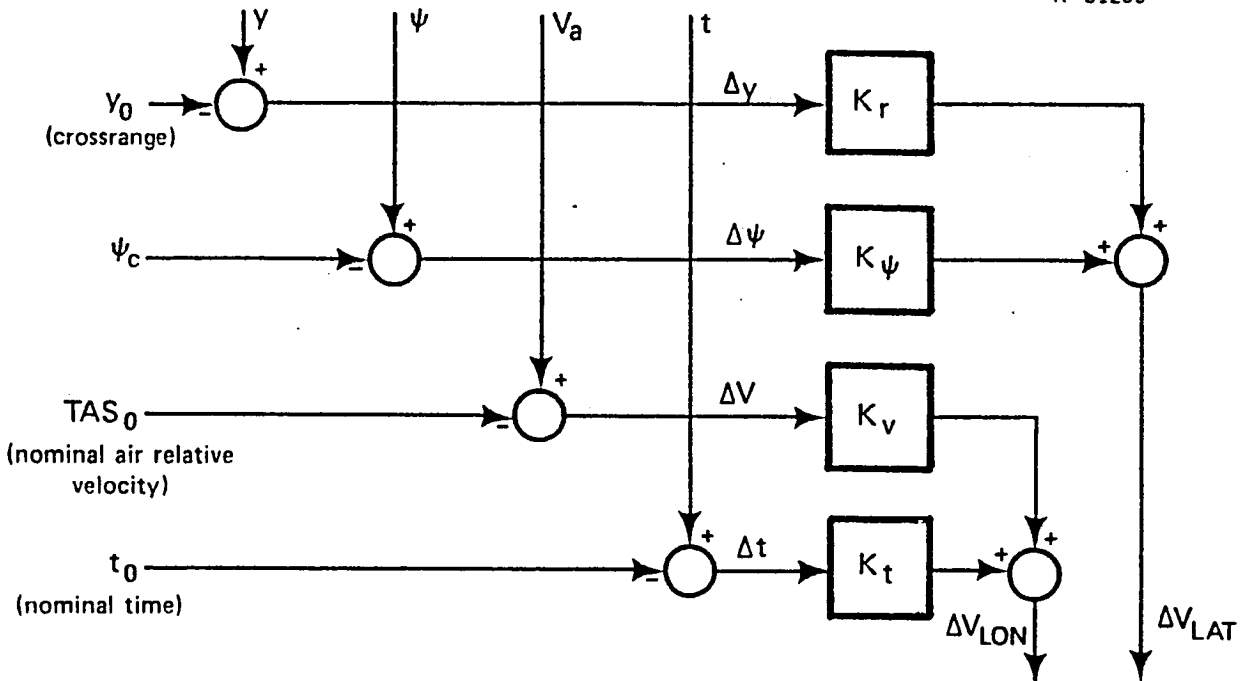 y ψ V_a t
y_0
(crossrange)
+
−
Δy
K_r
ψ_c
+
−
Δψ
K_ψ
+
+
TAS_0
(nominal air relative
velocity)
+
−
ΔV
K_v
t_0
(nominal time)
+
−
Δt
K_t
+
+
ΔV_LON
ΔV_LAT